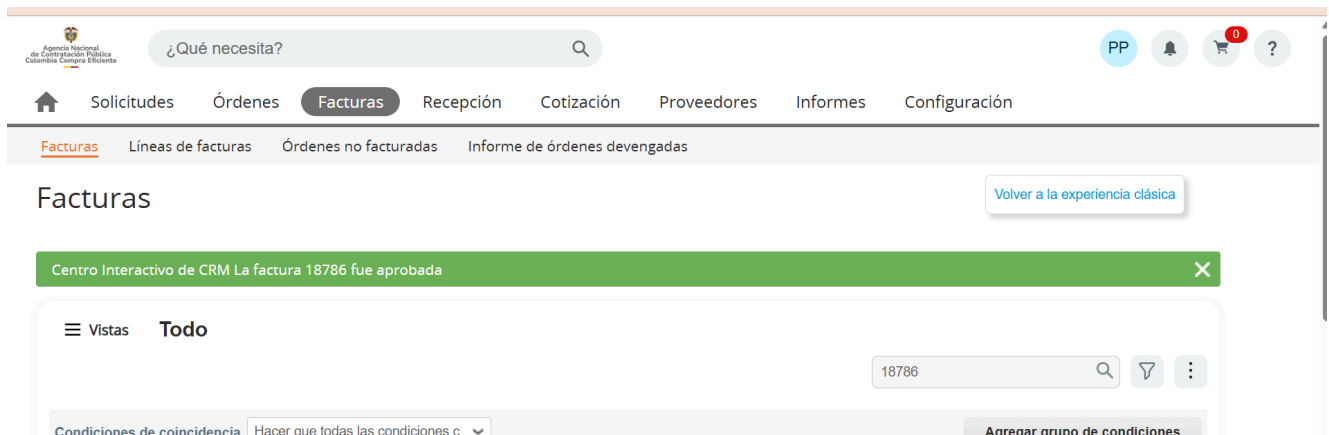 Agencia Nacional
de Contratación Pública
Colombia Compra Eficiente
¿Qué necesita?
PP
0
?
Solicitudes Órdenes Facturas Recepción Cotización Proveedores Informes Configuración
Facturas Líneas de facturas Órdenes no facturadas Informe de órdenes devengadas
Facturas
Volver a la experiencia clásica
Centro Interactivo de CRM La factura 18786 fue aprobada
Vistas Todo
18786
Condiciones de coincidencia Hacer que todas las condiciones c Agregar grupo de condiciones